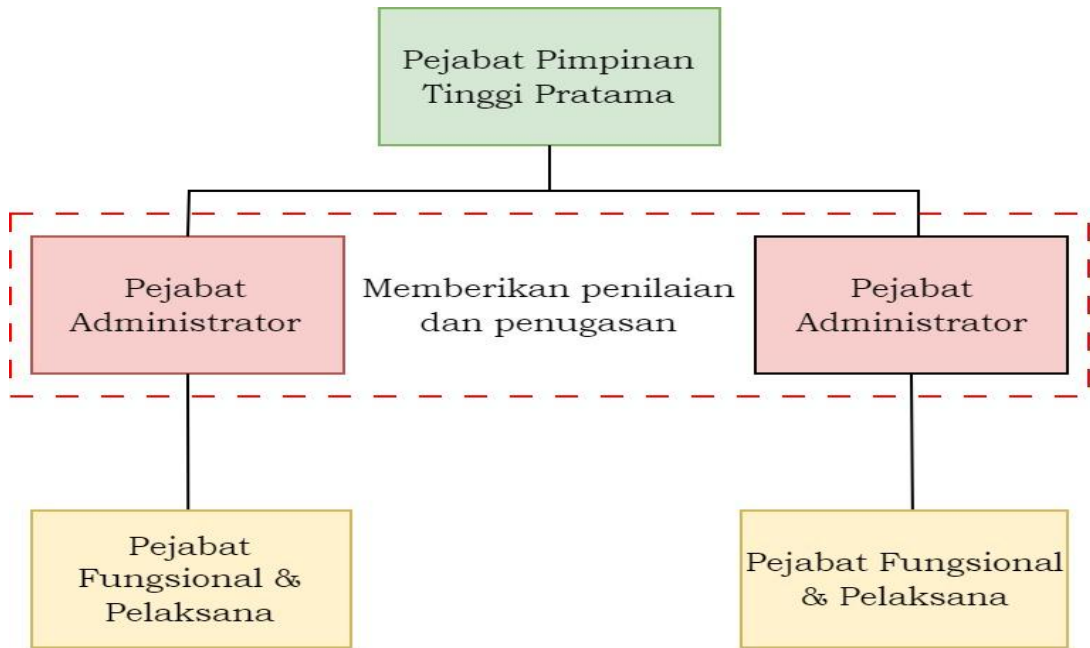 Pejabat Pimpinan
Tinggi Pratama
Pejabat
Administrator
Memberikan penilaian
dan penugasan
Pejabat
Administrator
Pejabat
Fungsional &
Pelaksana
Pejabat Fungsional
& Pelaksana